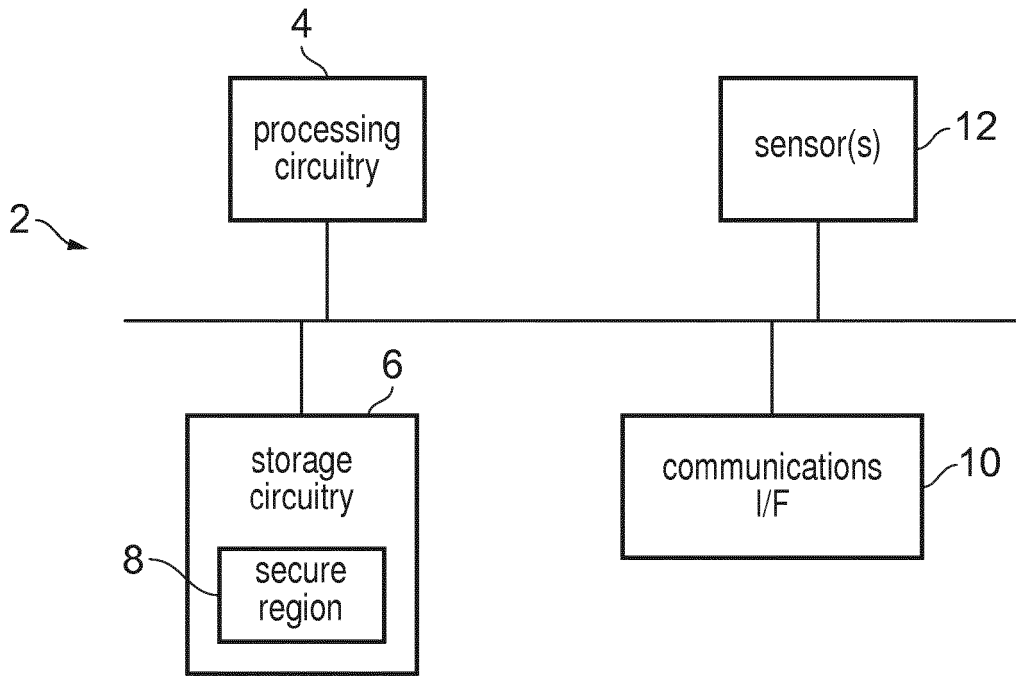 4
processing
circuitry
sensor(s)
12
2
6
storage
circuitry
8
secure
region
communications
I/F
10